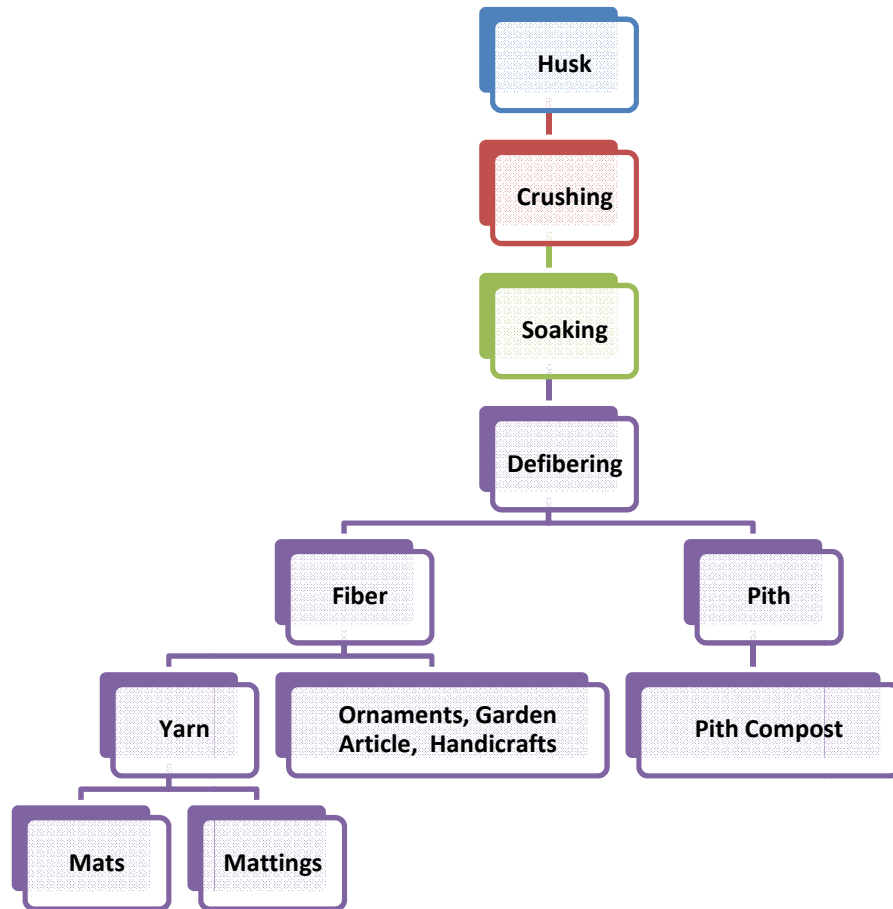 Husk
Crushing
Soaking
Defibering
Fiber
Pith
Yarn
Ornaments, Garden
Article, Handicrafts
Pith Compost
Mats
Mattings